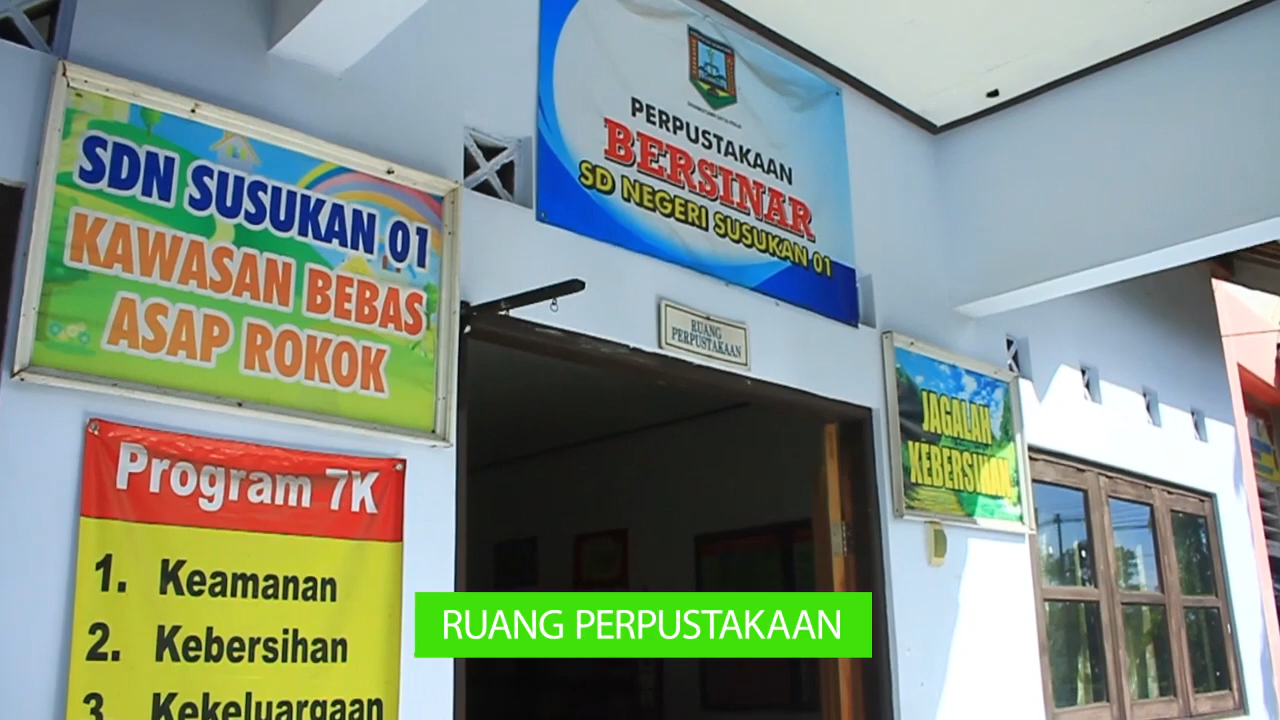 SDN SUSUKAN 01
KAWASAN BEBAS
ASAP ROKOK
PERPUSTAKAAN
BERSINAR
SD NEGERI SUSUKAN 01
RUANG
PERPUSTAKAAN
JAGALAH
KEBERSIHAN
Program 7K
1. Keamanan
2. Kebersihan
3. Kekeluargaan
RUANG PERPUSTAKAAN